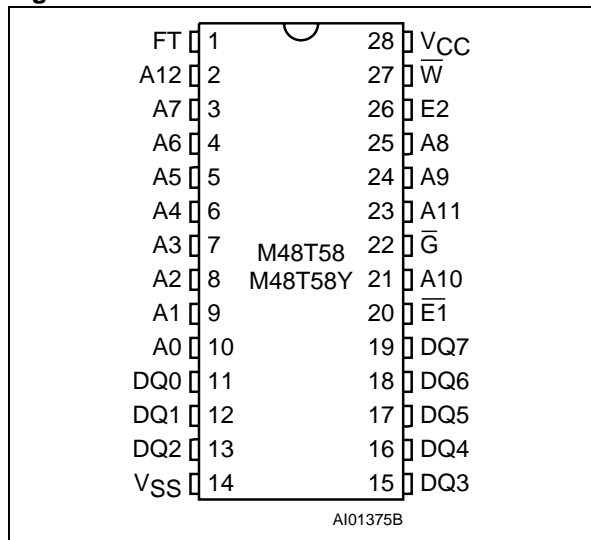 FT 1 28 VCC
A12 2 27 W̅
A7 3 26 E2
A6 4 25 A8
A5 5 24 A9
A4 6 23 A11
A3 7 M48T58 22 G̅
A2 8 M48T58Y 21 A10
A1 9 20 E̅1̅
A0 10 19 DQ7
DQ0 11 18 DQ6
DQ1 12 17 DQ5
DQ2 13 16 DQ4
VSS 14 15 DQ3
AI01375B